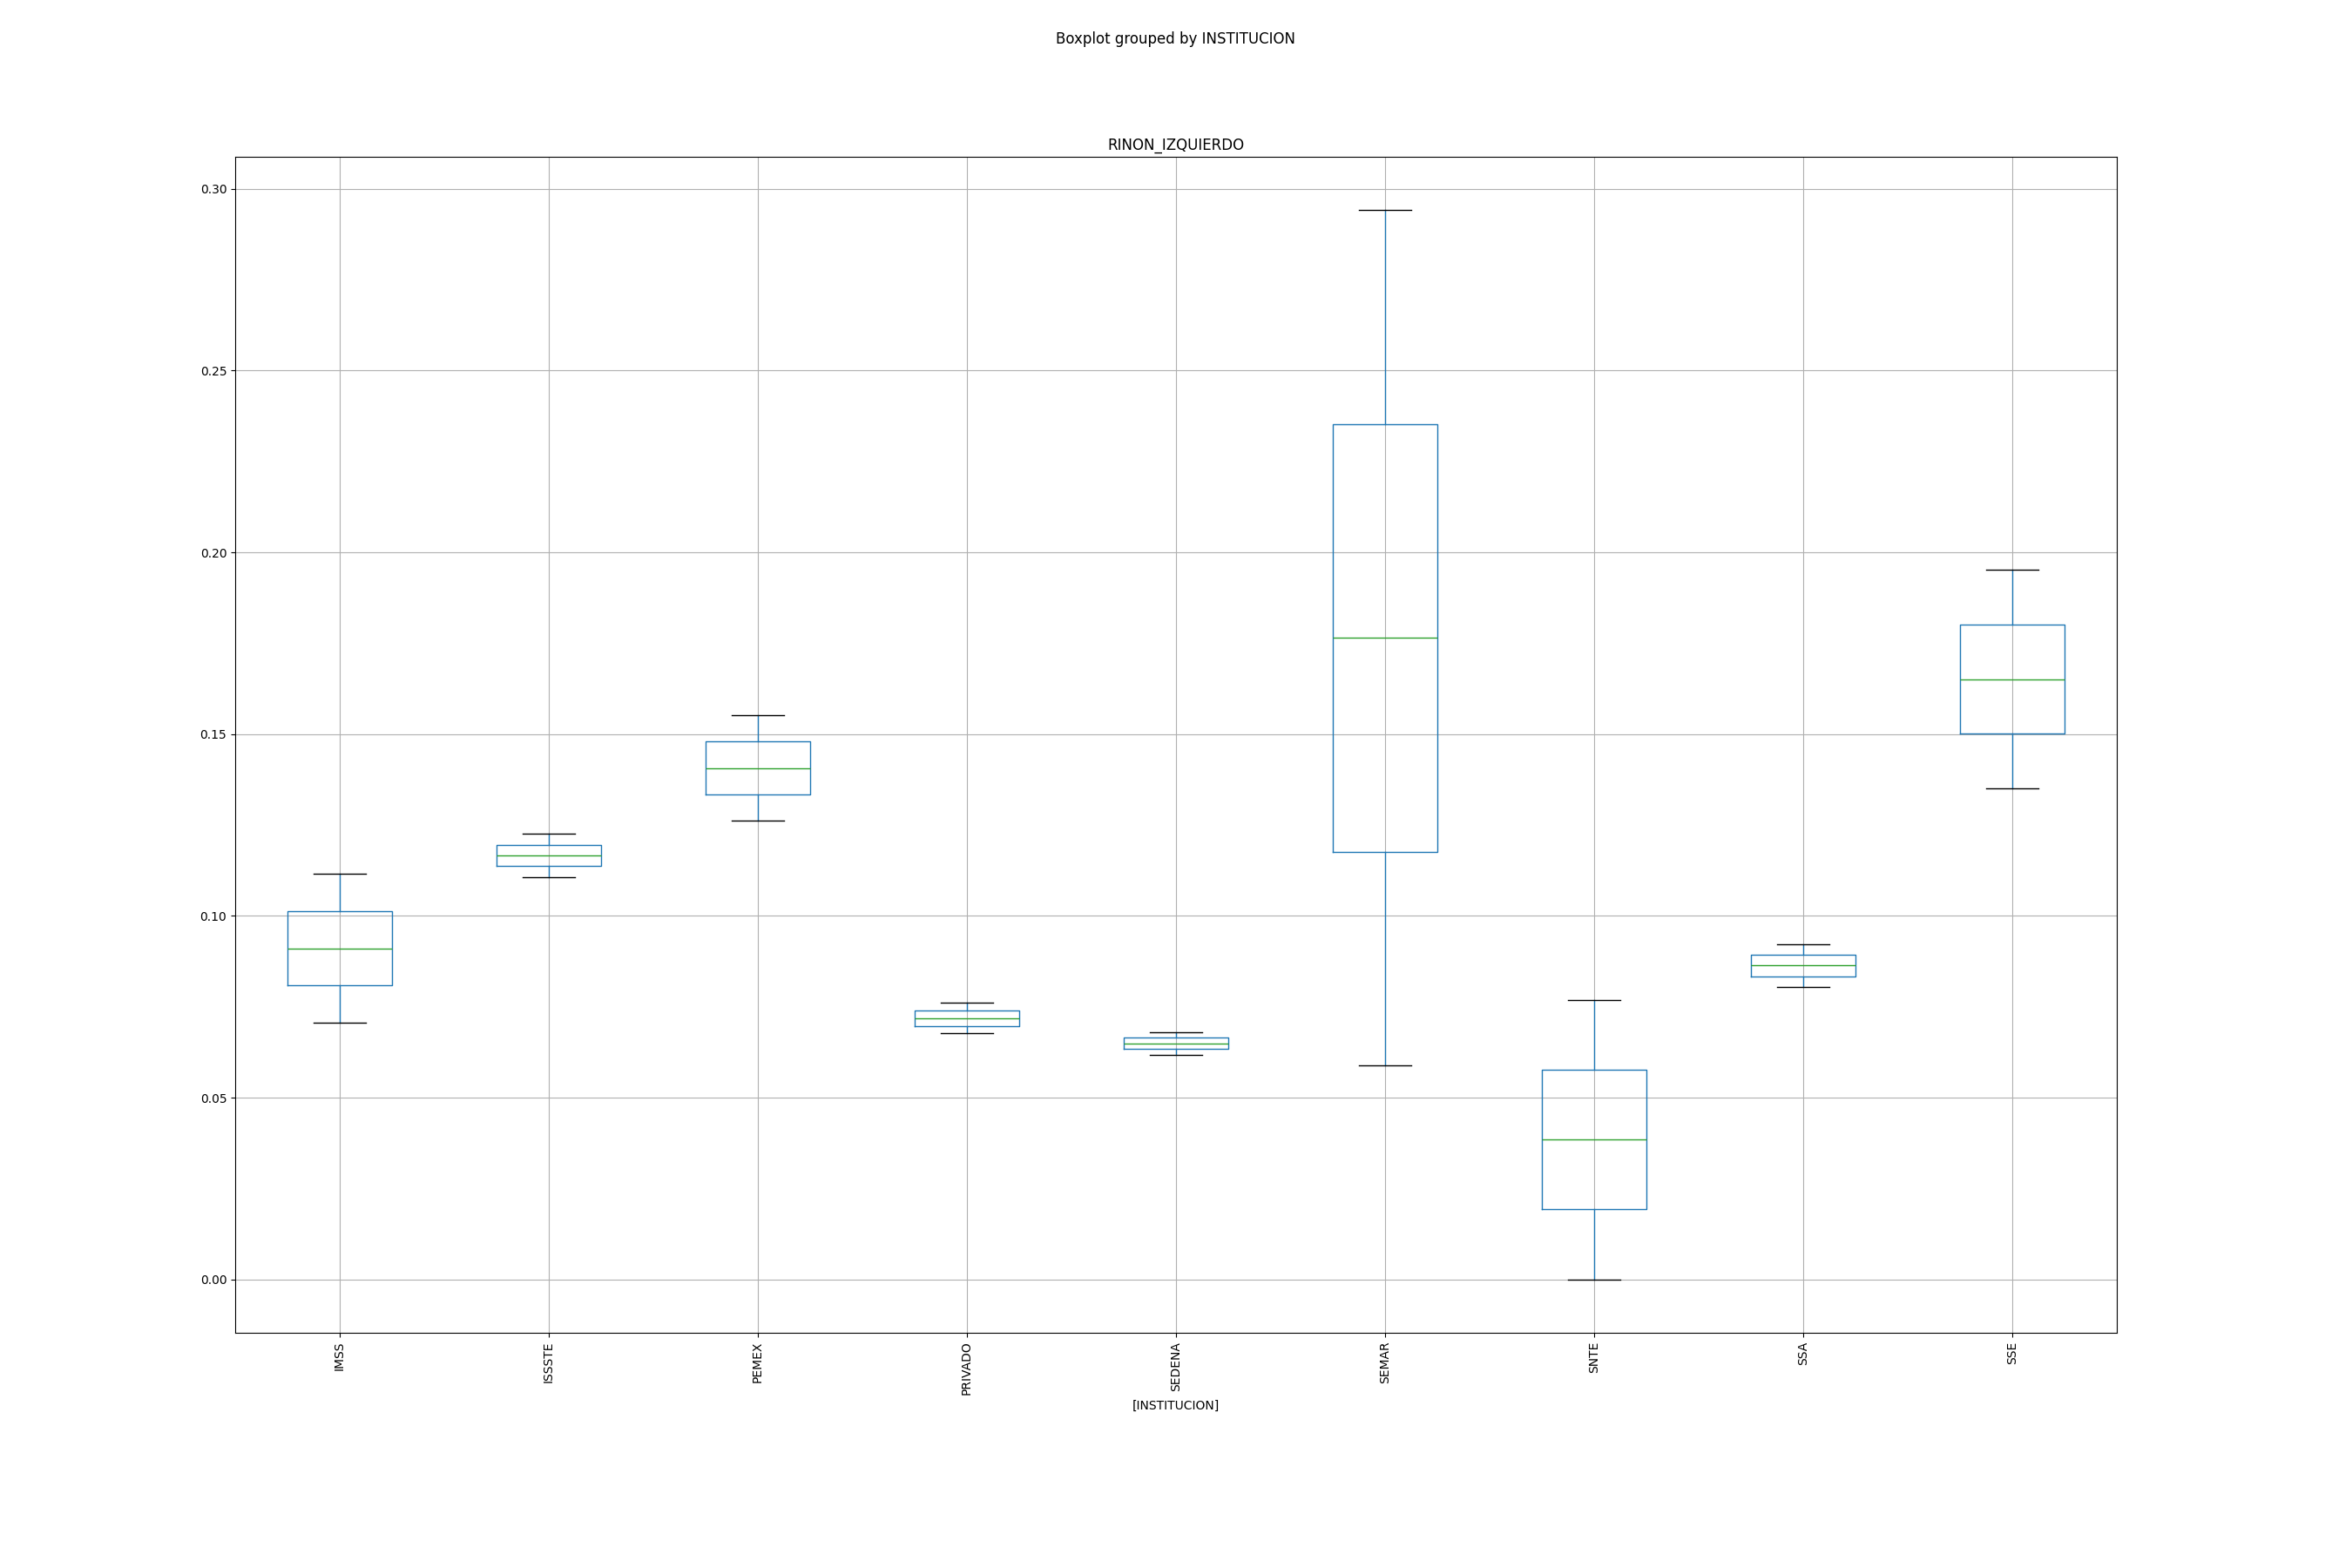 Boxplot grouped by INSTITUCION
RINON_IZQUIERDO
0.30
0.25
0.20
0.15
0.10
0.05
0.00
IMSS
ISSSTE
PEMEX
PRIVADO
SEDENA
SEMAR
SNTE
SSA
SSE
[INSTITUCION]